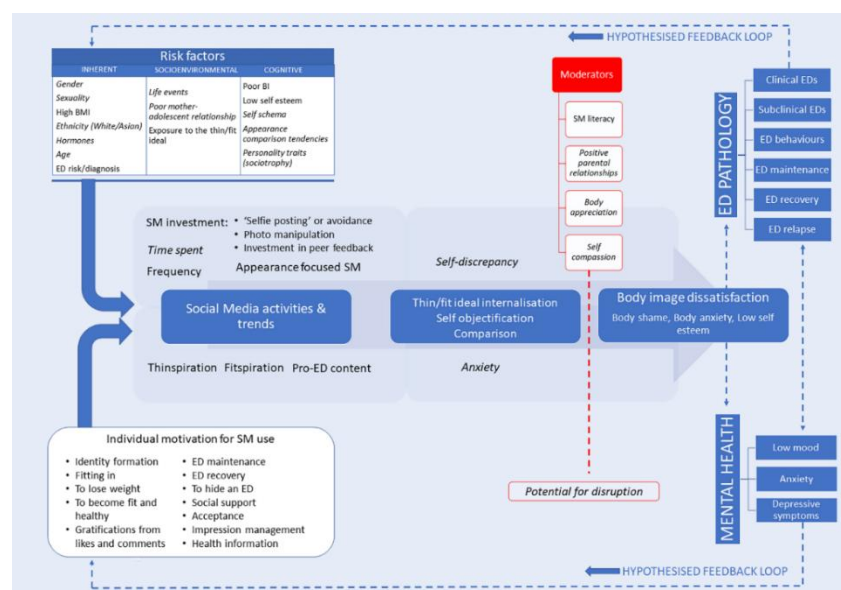 HYPOTHESISED FEEDBACK LOOP
Risk factors
INHERENT
Gender
Sexuality
High BMI
Ethnicity (White/Asian)
Hormones
Age
ED risk/diagnosis
SOCIOENVIRONMENTAL
Life events
Poor mother-
adolescent relationship
Exposure to the thin/fit
ideal
COGNITIVE
Poor BI
Low self esteem
Self schema
Appearance
comparison tendencies
Personality traits
(sociotrophy)
Moderators
SM literacy
Positive
parental
relationships
Body
appreciation
Self
compassion
ED PATHOLOGY
Clinical EDs
Subclinical EDs
ED behaviours
ED maintenance
ED recovery
ED relapse
SM investment:
• 'Selfie posting' or avoidance
• Photo manipulation
• Investment in peer feedback
Time spent
Frequency
Appearance focused SM
Self-discrepancy
Social Media activities &
trends
Thin/fit ideal internalisation
Self objectification
Comparison
Body image dissatisfaction
Body shame, Body anxiety, Low self
esteem
Thinspiration Fitspiration Pro-ED content
Anxiety
Individual motivation for SM use
• Identity formation
• Fitting in
• To lose weight
• To become fit and
healthy
• Gratifications from
likes and comments
• ED maintenance
• ED recovery
• To hide an ED
• Social support
• Acceptance
• Impression management
• Health information
Potential for disruption
MENTAL HEALTH
Low mood
Anxiety
Depressive
symptoms
HYPOTHESISED FEEDBACK LOOP